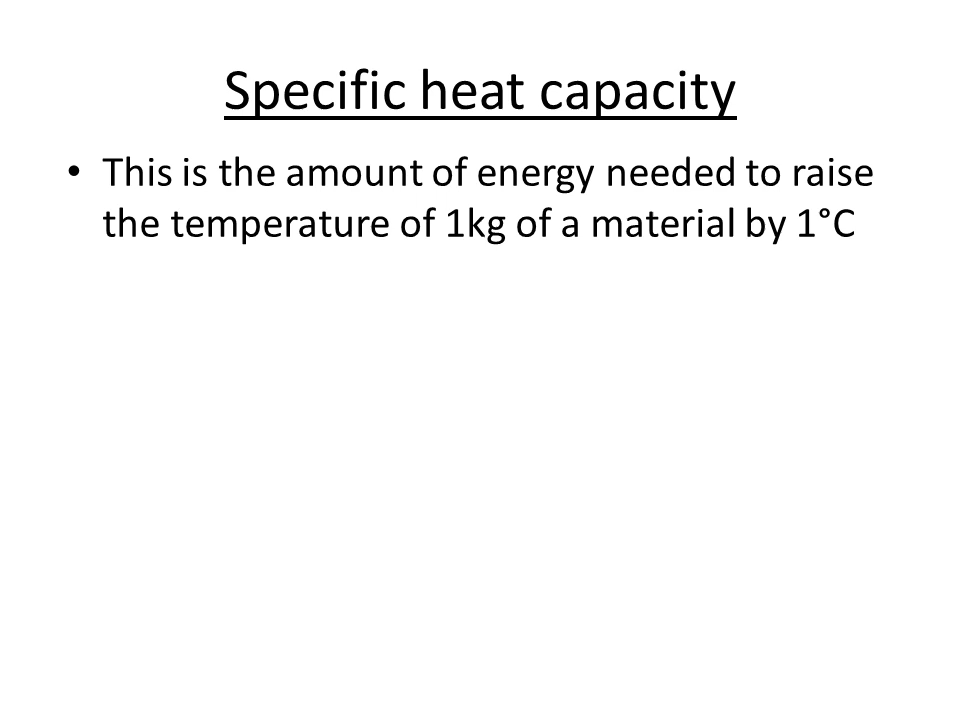 Specific heat capacity
• This is the amount of energy needed to raise
the temperature of 1kg of a material by 1°C